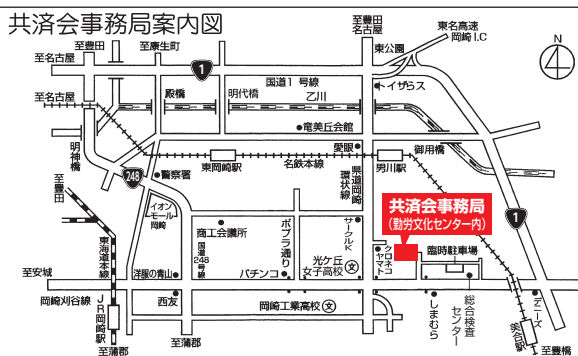 共済会事務局案内図
至豊田
至康生町
至豊田
名古屋
東名高速
岡崎I.C
N
至名古屋
東公園
1
国道1号線
トイザらス
至名古屋
殿橋
明代橋
乙川
竜美丘会館
明神橋
愛眼
御用橋
東岡崎駅
名鉄本線
男川駅
県道岡崎
環状線
248
警察署
至豊田
イオン
モール
岡崎
共済会事務局
(勤労文化センター内)
1
東海道本線
商工会議所
国道248号線
ポプラ通り
サークルK
光ケ丘
女子高校
文
クロネコ
ヤマト
臨時駐車場
至安城
洋服の青山
パチンコ
岡崎刈谷線
JR岡崎駅
西友
岡崎工業高校
文
しまむら
総合検査
センター
デニーズ
美合駅
至蒲郡
至蒲郡
至豊橋